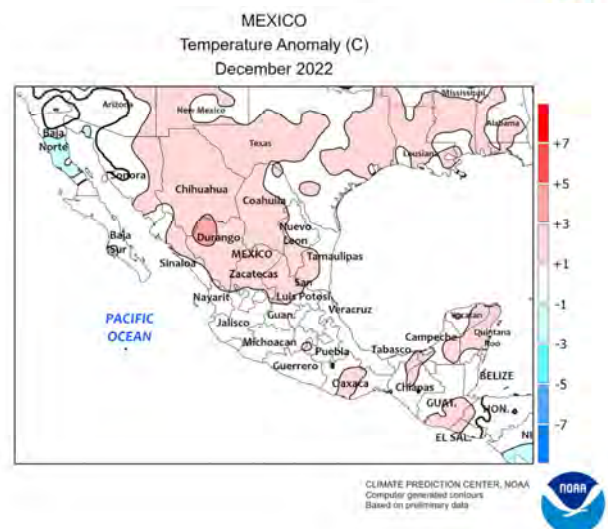 MEXICO
Temperature Anomaly (C)
December 2022
Arizona
New Mexico
Mississippi
Alabama
Baja
Norte
Texas
Sonora
Chihuahua
Coahuila
Nuevo
Leon
Durango
MEXICO
Tamaulipas
Baja
Sur
Sinaloa
Zacatecas
San
Luis Potosi
Nayarit
PACIFIC
OCEAN
Jalisco
Guan.
Veracruz
Michoacan
Puebla
Guerrero
Oaxaca
Tabasco
Campeche
Yucatan
Quintana
Roo
Chiapas
BELIZE
GUAT.
HON.
EL SAL.
NI
+7
+5
+3
+1
-1
-3
-5
-7
CLIMATE PREDICTION CENTER, NOAA
Computer generated contours
Based on preliminary data
NOAA